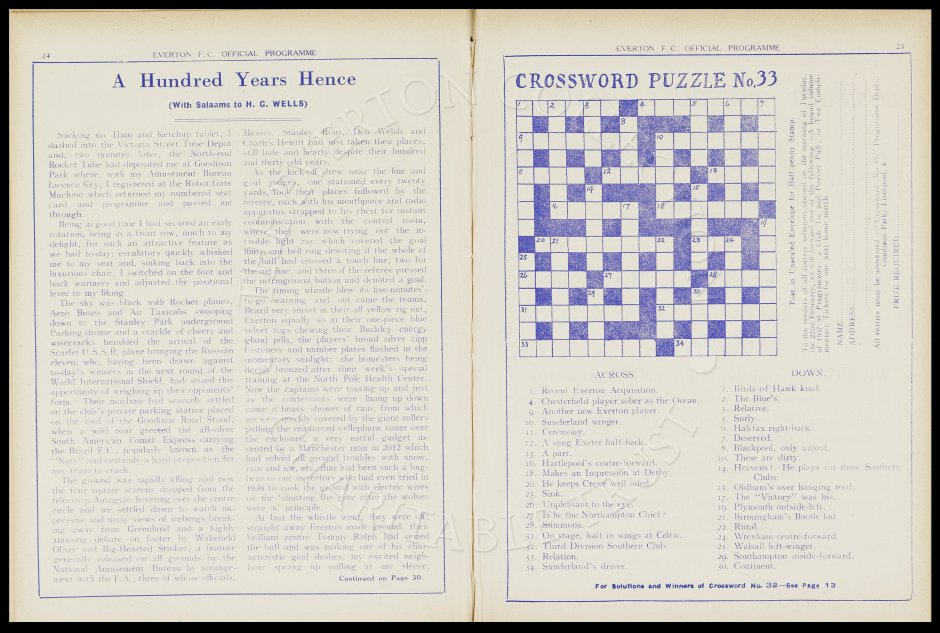 24
EVERTON F. C. OFFICIAL PROGRAMME
A Hundred Years Hence
(With Salaams to H. G. WELLS)
Sucking my Ham and Ketchup tablet, I
dashed into the Victoria Street Tube Depot
and, two minutes later, the North-end
Rocket Tube had deposited me at Goodison
Park where, with my Amusement Bureau
Licence Key, I registered at the Robot Gate
Machine which returned my numbered seat
card and programme and passed me
through.
Being in good time I had secured an early
rotation, being in a front row, much to my
delight, for such an attractive feature as
we had to-day; escalators quickly whisked
me to my seat and, sinking back into the
luxurious chair, I switched on the foot and
back warmers and adjusted the positional
lever to my liking.
The sky was black with Rocket planes,
Aero Buses and Air Taxicabs swooping
down to the Stanley Park underground
Parking-drome and a crackle of cheers and
wisecracks heralded the arrival of the
Scarlet U.S.S.R. plane bringing the Russian
eleven; who, having been drawn against
to-day's winners in the next round of the
World International Shield, had seized this
opportunity of weighing up their opponents'
form. Their machine had scarcely settled
on the club's private parking station placed
on the roof of the Goodison Road Stand,
when a wild roar greeted the all-silver
South American Comet Express carrying
the Brazil F.C., popularly known as the
"Nuts" and certainly a hard proposition for
any team to crack.
The ground was rapidly filling and now
the four square screens dropped from the
television Autogyro hovering over the centre
circle and we settled down to watch im-
pressive and noisy views of icebergs break-
ing away from Greenland and a highly
amusing debate on footer by Wakefield
Oliver and Big-Hearted Stinker, a feature
generally released on all grounds by the
National Amusement Bureau by arrange-
ment with the F.A.; three of whose officials,
Messrs. Stanley Rous, Don Welsh and
Charles Hewitt had just taken their places,
still hale and hearty despite their hundred
and thirty odd years.
As the kick-off drew near the line and
goal judges, one stationed every twenty
yards, took their places followed by the
referee, each with his mouthpiece and radio
apparatus strapped to his chest for instant
communication with the control room,
where they were now trying out the in-
visible light ray which covered the goal
lines, one bell ring denoting if the whole of
the ball had crossed a touch line; two for
the net line, and three if the referee pressed
the infringement button and denoted a goal.
The timing whistle blew its five-minutes'-
to-go warning and out came the teams,
Brazil very smart in their all yellow rig out,
Everton equally so in their one-piece blue
velvet togs chewing their Buckley energy
gland pills, the players' broad silver zipp
fasteners and number plates flashed in the
momentary sunlight; the homesters being
deeply bronzed after their week's special
training at the North Pole Health Centre.
Now the captains were tossing up and just
as the contestants were lining up down
came a heavy shower of rain, from which
we were quickly covered by the giant rollers
pulling the reinforced cellophane cover over
the enclosure, a very useful gadget in-
vented by a Manchester man in 2012 which
had solved all ground troubles with snow,
rain and ice, etc., that had been such a bug-
bear to our ancestors who had even tried in
1938 to cook the ground with electric wires
on the 'shutting the gate after the wolves
were in' principle.
At last the whistle went, they were off;
straight away Everton made ground, their
brilliant centre Tommy Ralph had seized
the ball and was making one of his char-
acteristic goal dashes; my excited neigh-
bour sprang up pulling at my sleeve,
Continued on Page 30.
EVERTON F. C. OFFICIAL PROGRAMME
CROSSWORD PUZZLE No. 33
Post in Unsealed Envelope for Half-penny Stamp.
NAME
ADDRESS
Goodison Park, Liverpool, 4.
PRIZE REQUIRED
ACROSS.
1. Recent Everton Acquisition.
4. Chesterfield player sober as the Ocean.
9. Another new Everton player.
10. Sunderland winger.
11. Ceremony.
12. A snug Exeter half-back.
13. A part.
16. Hartlepool's centre-forward.
18. Makes an Impression at Derby.
20. He keeps Crewe well oiled.
23. Sink.
26. Unpleasant to the eye.
27. Is he the Northampton Chief?
28. Summons.
31. On stage, half in wings at Celtic.
32. Third Division Southern Club.
33. Relation.
34. Sunderland's driver.
DOWN.
1. Birds of Hawk kind.
2. The Blue's.
3. Relative.
5. Surly.
6. Halifax right-back.
7. Deserved.
8. Blackpool, only mixed.
10. These are dirty.
14. Heavens! He plays for three Southern
Clubs.
15. Oldham's over hanging roof.
17. The "Victory" was his.
19. Plymouth outside-left.
21. Birmingham's Bootle lad.
22. Rural.
24. Wrexham centre-forward.
25. Walsall left-winger.
29. Southampton inside-forward.
30. Continent.
For Solutions and Winners of Crossword No. 32—See Page 13